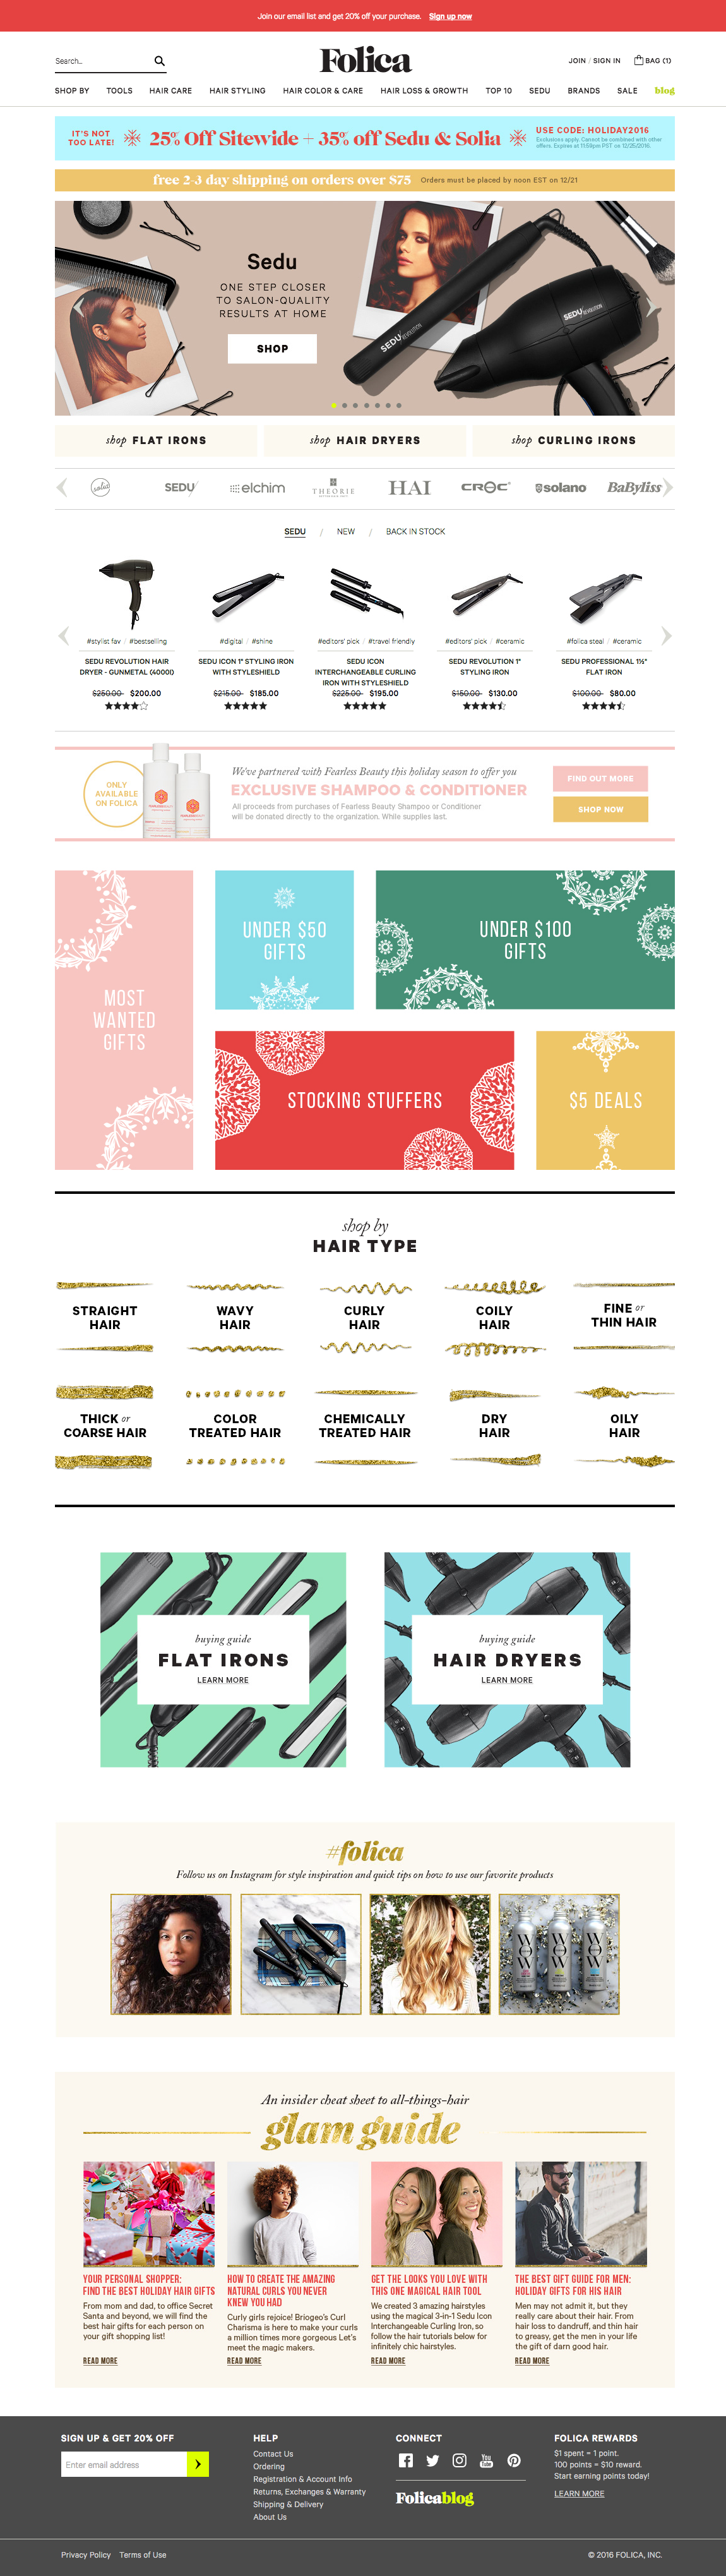 Join our email list and get 20% off your purchase. Sign up now
Search...
Folica
JOIN / SIGN IN
BAG (1)
SHOP BY TOOLS HAIR CARE HAIR STYLING HAIR COLOR & CARE HAIR LOSS & GROWTH TOP 10 SEDU BRANDS SALE blog
IT'S NOT
TOO LATE!
25% Off Sitewide + 35% off Sedu & Solia
USE CODE: HOLIDAY2016
Exclusions apply. Cannot be combined with other
offers. Expires at 11:59pm PST on 12/25/2016.
free 2-3 day shipping on orders over $75 Orders must be placed by noon EST on 12/21
Sedu
ONE STEP CLOSER
TO SALON-QUALITY
RESULTS AT HOME
SHOP
SEDU REVOLUTION
SEDU REVOLUTION
shop FLAT IRONS
shop HAIR DRYERS
shop CURLING IRONS
solia SEDU elchim THEORIE HAI CROC solano BaByliss
SEDU / NEW / BACK IN STOCK
#stylist fav / #bestselling
SEDU REVOLUTION HAIR
DRYER - GUNMETAL (4000I)
$250.00 $200.00
#digital / #shine
SEDU ICON 1" STYLING IRON
WITH STYLESHIELD
$215.00 $185.00
#editors' pick / #travel friendly
SEDU ICON
INTERCHANGEABLE CURLING
IRON WITH STYLESHIELD
$225.00 $195.00
#editors' pick / #ceramic
SEDU REVOLUTION 1"
STYLING IRON
$150.00 $130.00
#folica steal / #ceramic
SEDU PROFESSIONAL 1½"
FLAT IRON
$100.00 $80.00
ONLY
AVAILABLE
ON FOLICA
We've partnered with Fearless Beauty this holiday season to offer you
EXCLUSIVE SHAMPOO & CONDITIONER
All proceeds from purchases of Fearless Beauty Shampoo or Conditioner
will be donated directly to the organization. While supplies last.
FIND OUT MORE
SHOP NOW
MOST
WANTED
GIFTS
UNDER $50
GIFTS
UNDER $100
GIFTS
STOCKING STUFFERS
$5 DEALS
shop by
HAIR TYPE
STRAIGHT
HAIR
WAVY
HAIR
CURLY
HAIR
COILY
HAIR
FINE or
THIN HAIR
THICK or
COARSE HAIR
COLOR
TREATED HAIR
CHEMICALLY
TREATED HAIR
DRY
HAIR
OILY
HAIR
buying guide
FLAT IRONS
LEARN MORE
buying guide
HAIR DRYERS
LEARN MORE
#folica
Follow us on Instagram for style inspiration and quick tips on how to use our favorite products
WOW
WOW
WOW
An insider cheat sheet to all-things-hair
glam guide
YOUR PERSONAL SHOPPER:
FIND THE BEST HOLIDAY HAIR GIFTS
From mom and dad, to office Secret
Santa and beyond, we will find the
best hair gifts for each person on
your gift shopping list!
READ MORE
HOW TO CREATE THE AMAZING
NATURAL CURLS YOU NEVER
KNEW YOU HAD
Curly girls rejoice! Briogeo's Curl
Charisma is here to make your curls
a million times more gorgeous Let's
meet the magic makers.
READ MORE
GET THE LOOKS YOU LOVE WITH
THIS ONE MAGICAL HAIR TOOL
We created 3 amazing hairstyles
using the magical 3-in-1 Sedu Icon
Interchangeable Curling Iron, so
follow the hair tutorials below for
infinitely chic hairstyles.
READ MORE
THE BEST GIFT GUIDE FOR MEN:
HOLIDAY GIFTS FOR HIS HAIR
Men may not admit it, but they
really care about their hair. From
hair loss to dandruff, and thin hair
to greasy, get the men in your life
the gift of darn good hair.
READ MORE
SIGN UP & GET 20% OFF
Enter email address
HELP
Contact Us
Ordering
Registration & Account Info
Returns, Exchanges & Warranty
Shipping & Delivery
About Us
CONNECT
You Tube
Folicablog
FOLICA REWARDS
$1 spent = 1 point.
100 points = $10 reward.
Start earning points today!
LEARN MORE
Privacy Policy Terms of Use
© 2016 FOLICA, INC.